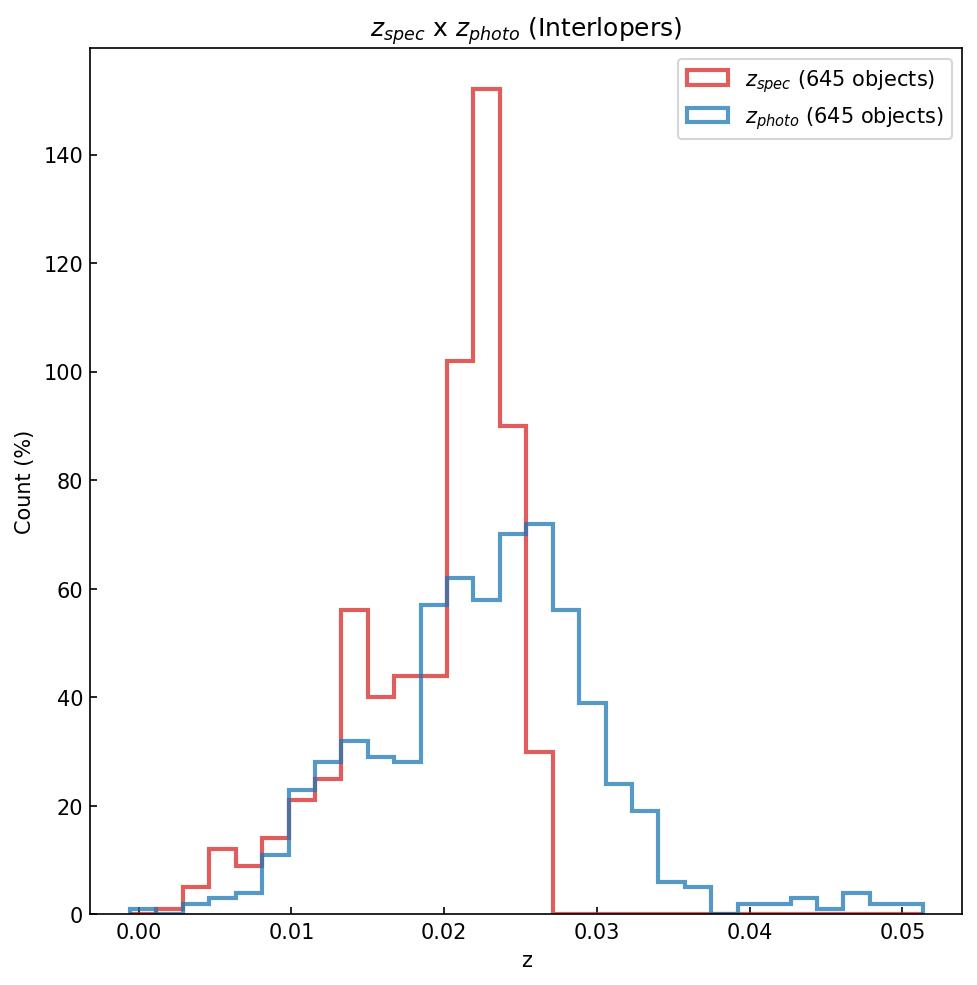 z_spec x z_photo (Interlopers)
z_spec (645 objects)
z_photo (645 objects)
Count (%)
140
120
100
80
60
40
20
0
0.00 0.01 0.02 0.03 0.04 0.05
z